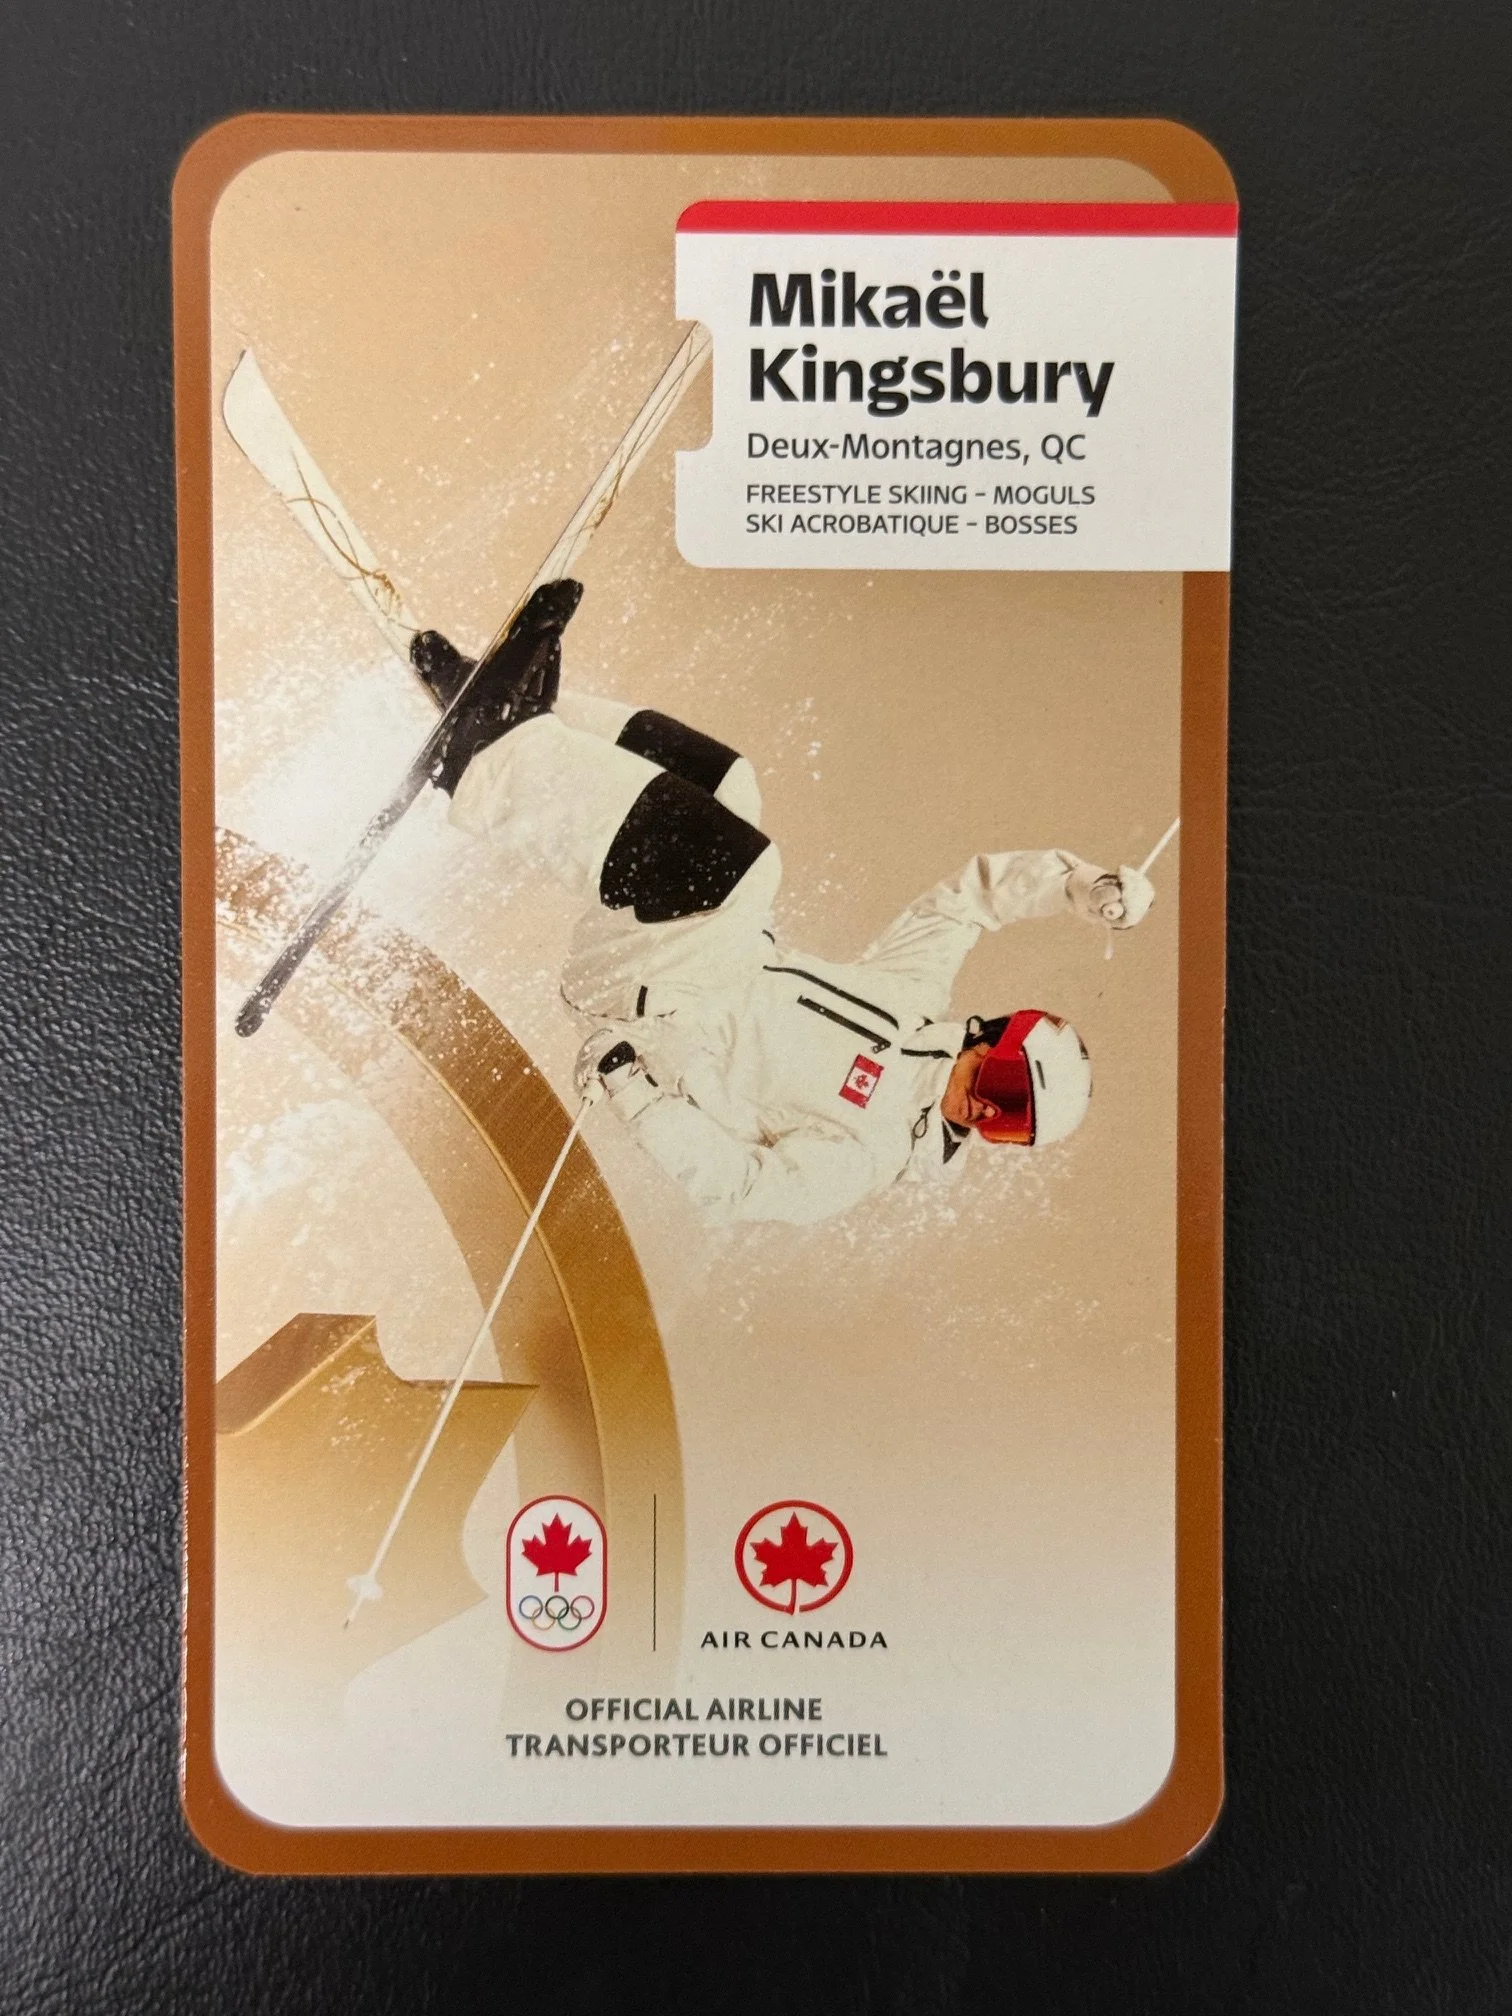 Mikaël
Kingsbury
Deux-Montagnes, QC
FREESTYLE SKIING - MOGULS
SKI ACROBATIQUE - BOSSES
AIR CANADA
OFFICIAL AIRLINE
TRANSPORTEUR OFFICIEL